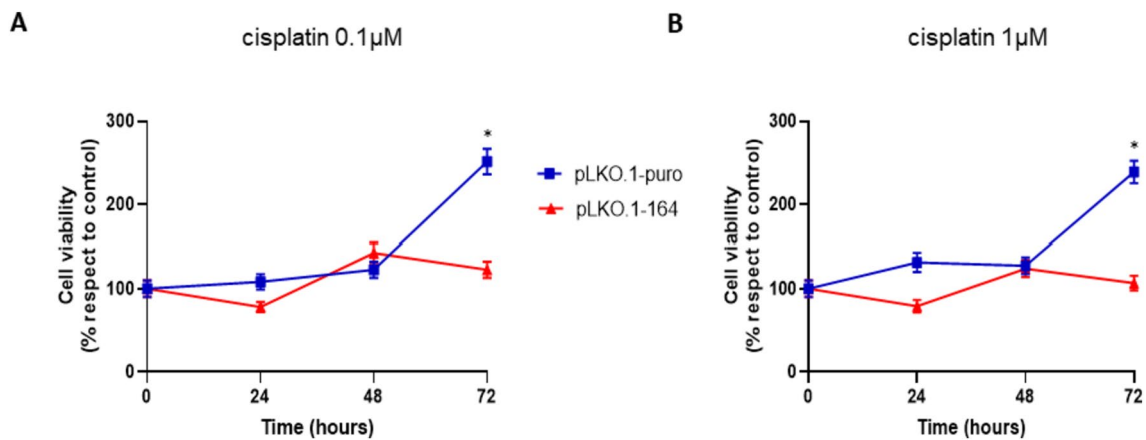 A
cisplatin 0.1µM
Cell viability
(% respect to control)
300
200
100
0
0
24
48
72
Time (hours)
*
pLKO.1-puro
pLKO.1-164
B
cisplatin 1µM
Cell viability
(% respect to control)
300
200
100
0
0
24
48
72
Time (hours)
*